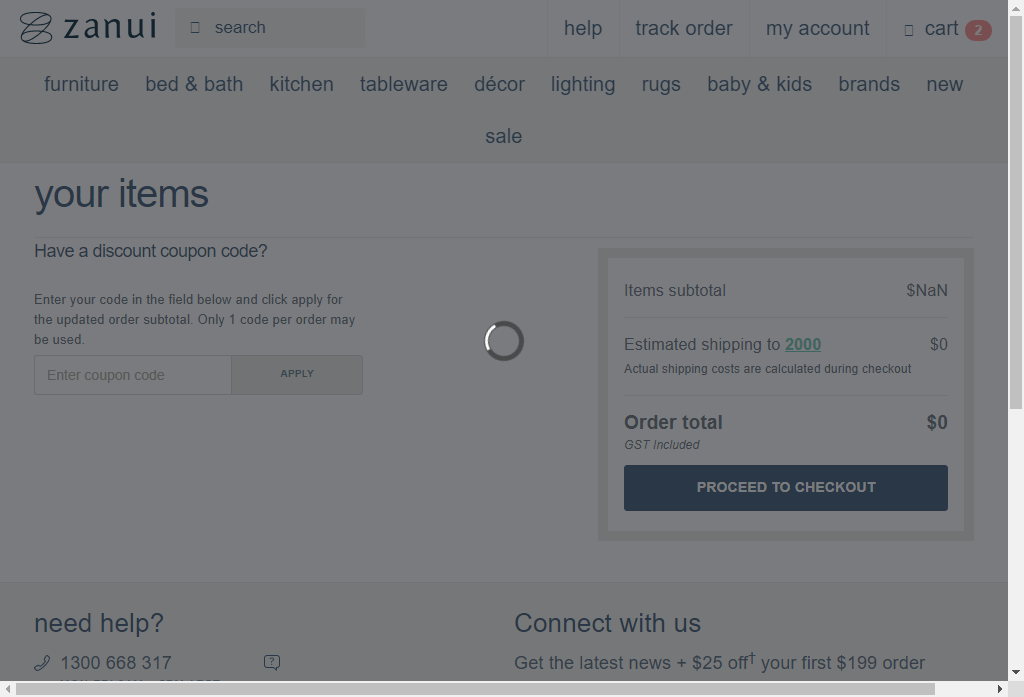 zanui
search
help
track order
my account
cart 2
furniture bed & bath kitchen tableware décor lighting rugs baby & kids brands new
sale
your items
Have a discount coupon code?
Enter your code in the field below and click apply for
the updated order subtotal. Only 1 code per order may
be used.
Enter coupon code
APPLY
Items subtotal $NaN
Estimated shipping to 2000 $0
Actual shipping costs are calculated during checkout
Order total $0
GST Included
PROCEED TO CHECKOUT
need help?
1300 668 317
Connect with us
Get the latest news + $25 off† your first $199 order